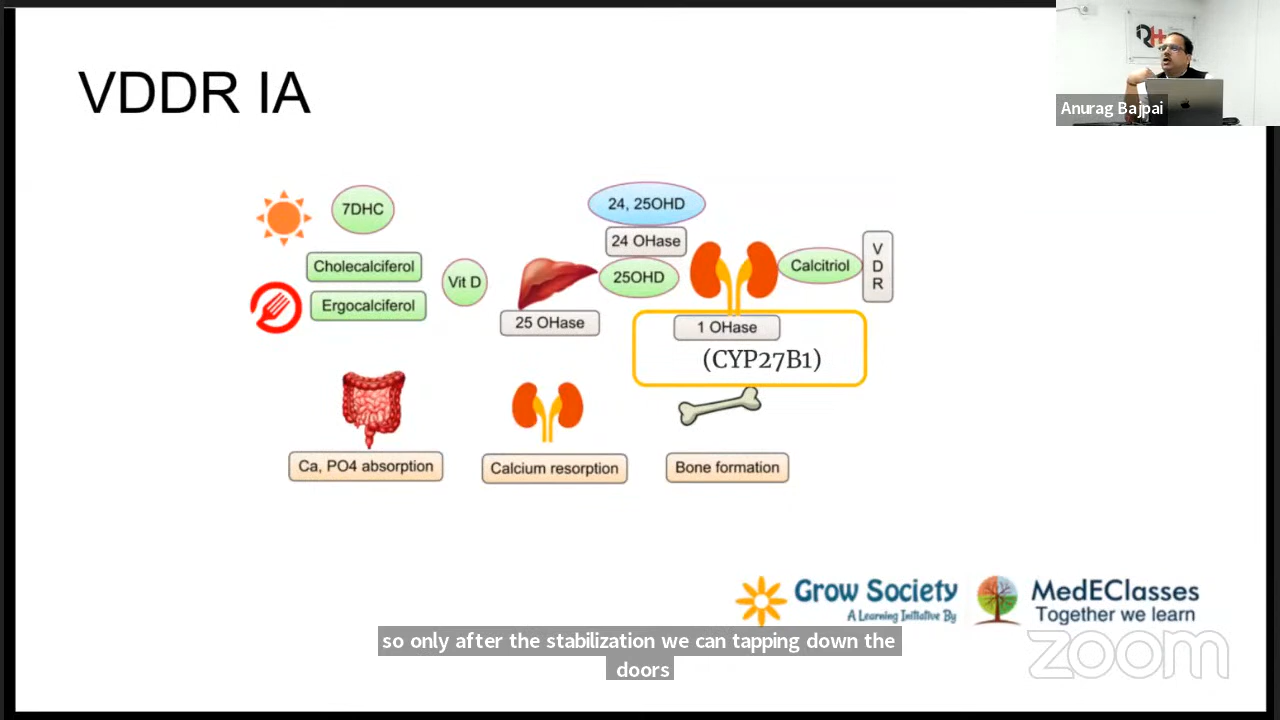 VDDR IA
Anurag Bajpai
7DHC
24, 25OHD
24 OHase
Cholecalciferol
Ergocalciferol
Vit D
25OHD
25 OHase
Calcitriol
V
D
R
1 OHase
(CYP27B1)
Ca, PO4 absorption
Calcium resorption
Bone formation
Grow Society
A Learning Initiative By
MedEClasses
Together we learn
so only after the stabilization we can tapping down the
doors
zoom